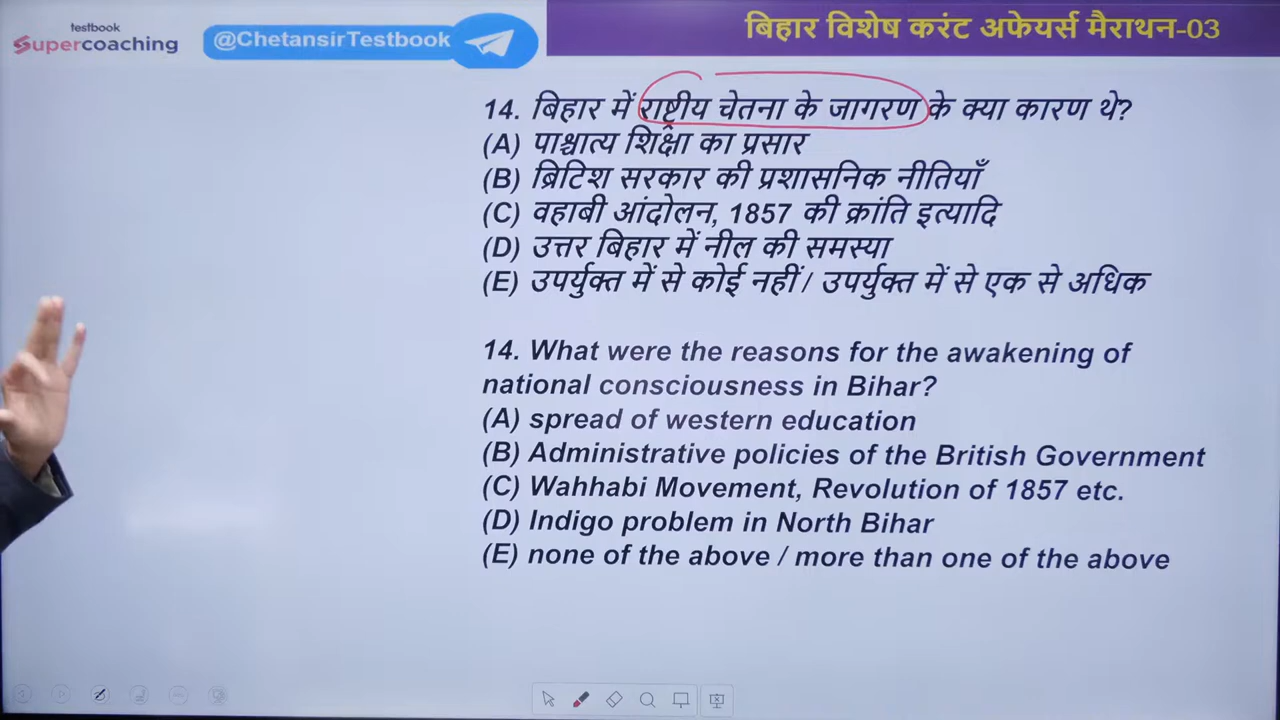 testbook
Supercoaching
@ChetansirTestbook
बिहार विशेष करंट अफेयर्स मैराथन-03
14. बिहार में राष्ट्रीय चेतना के जागरण के क्या कारण थे?
(A) पाश्चात्य शिक्षा का प्रसार
(B) ब्रिटिश सरकार की प्रशासनिक नीतियाँ
(C) वहाबी आंदोलन, 1857 की क्रांति इत्यादि
(D) उत्तर बिहार में नील की समस्या
(E) उपर्युक्त में से कोई नहीं/ उपर्युक्त में से एक से अधिक
14. What were the reasons for the awakening of
national consciousness in Bihar?
(A) spread of western education
(B) Administrative policies of the British Government
(C) Wahhabi Movement, Revolution of 1857 etc.
(D) Indigo problem in North Bihar
(E) none of the above / more than one of the above